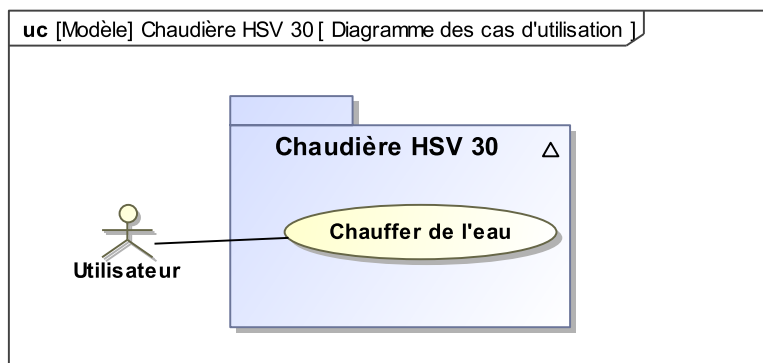 uc [Modèle] Chaudière HSV 30 [ Diagramme des cas d'utilisation ]
Chaudière HSV 30
Chauffer de l'eau
Utilisateur